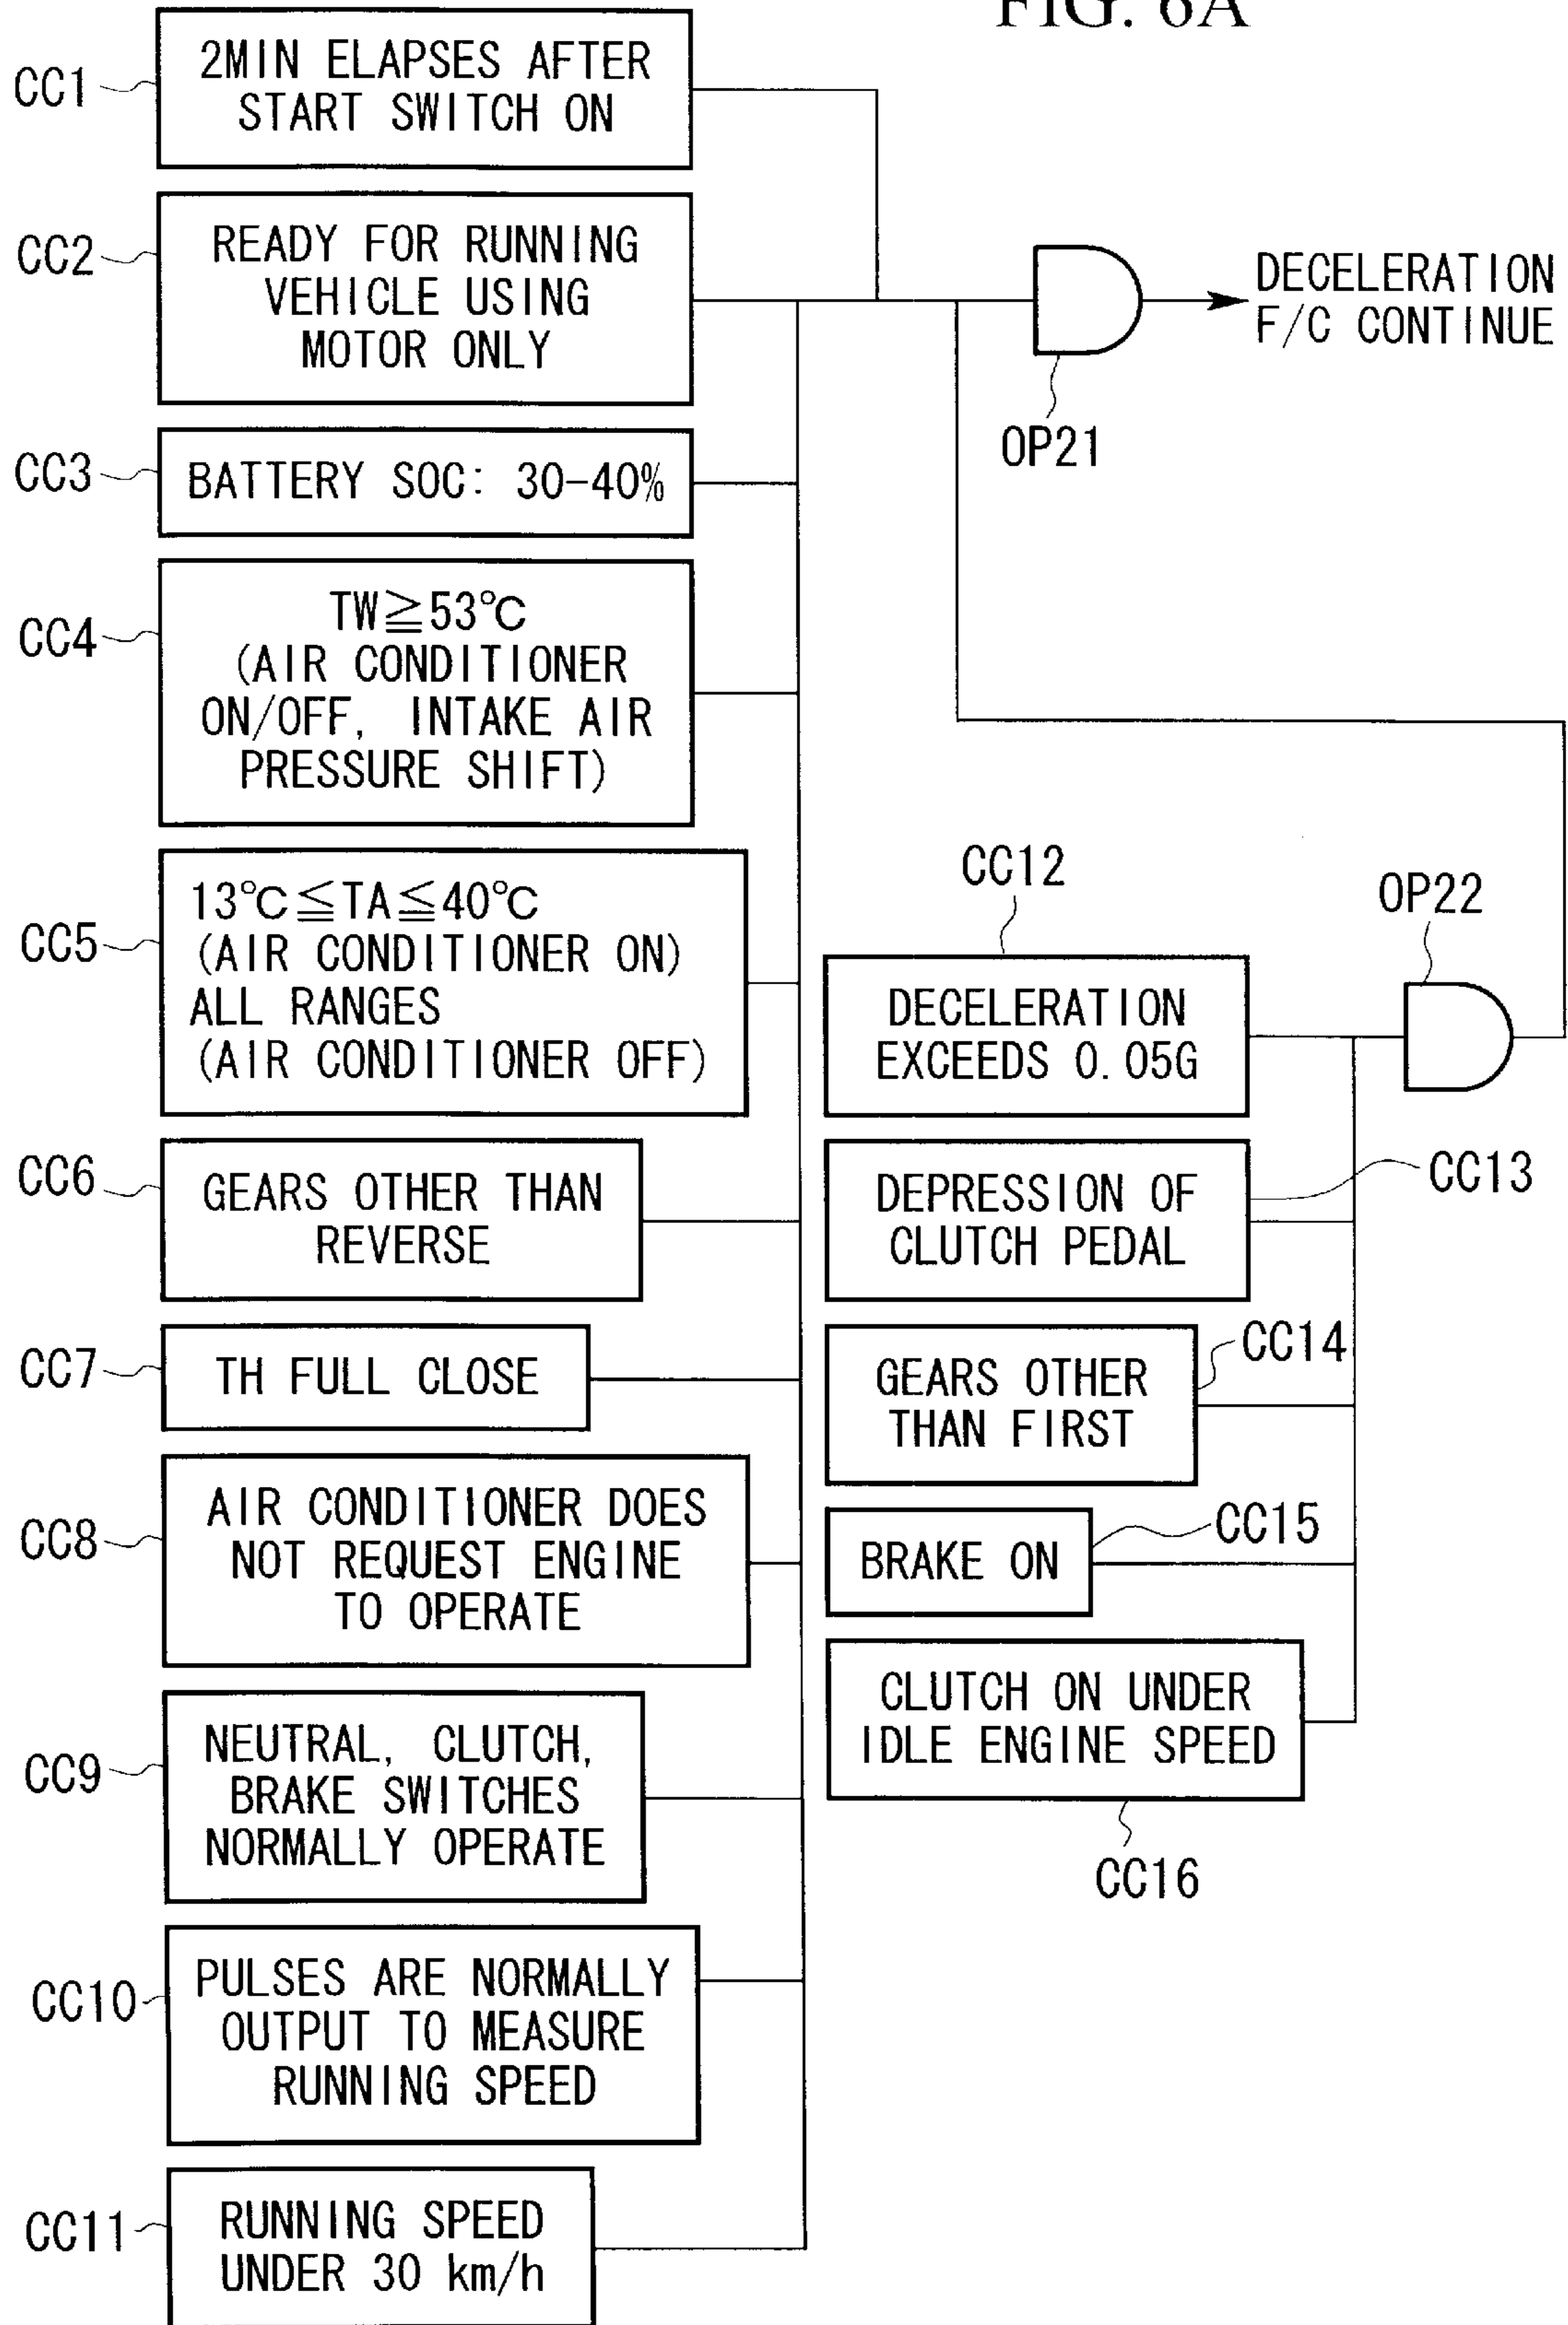 FIG. 6A
CC1
2MIN ELAPSES AFTER
START SWITCH ON
CC2
READY FOR RUNNING
VEHICLE USING
MOTOR ONLY
DECELERATION
F/C CONTINUE
OP21
CC3
BATTERY SOC: 30-40%
CC4
TW≧53℃
(AIR CONDITIONER
ON/OFF, INTAKE AIR
PRESSURE SHIFT)
CC5
13℃≦TA≦40℃
(AIR CONDITIONER ON)
ALL RANGES
(AIR CONDITIONER OFF)
CC6
GEARS OTHER THAN
REVERSE
CC7
TH FULL CLOSE
CC8
AIR CONDITIONER DOES
NOT REQUEST ENGINE
TO OPERATE
CC9
NEUTRAL, CLUTCH,
BRAKE SWITCHES
NORMALLY OPERATE
CC10
PULSES ARE NORMALLY
OUTPUT TO MEASURE
RUNNING SPEED
CC11
RUNNING SPEED
UNDER 30 km/h
CC12
DECELERATION
EXCEEDS 0.05G
OP22
CC13
DEPRESSION OF
CLUTCH PEDAL
CC14
GEARS OTHER
THAN FIRST
CC15
BRAKE ON
CLUTCH ON UNDER
IDLE ENGINE SPEED
CC16